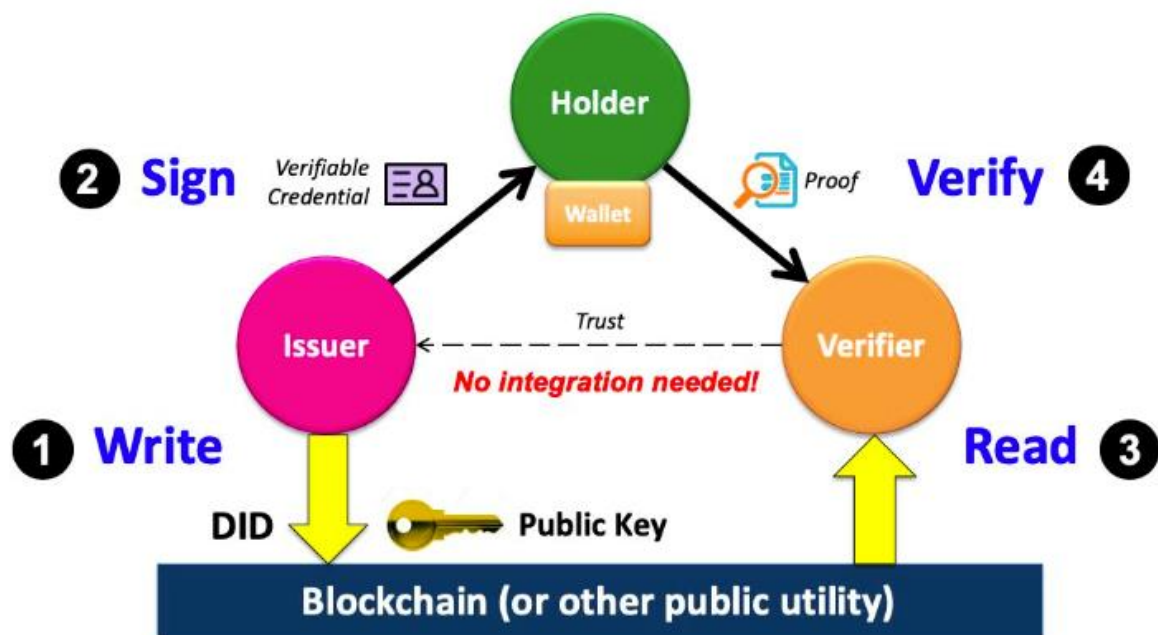 Holder
2 Sign
Verifiable
Credential
Proof
Verify 4
Wallet
Issuer
Trust
Verifier
No integration needed!
1 Write
Read 3
DID
Public Key
Blockchain (or other public utility)